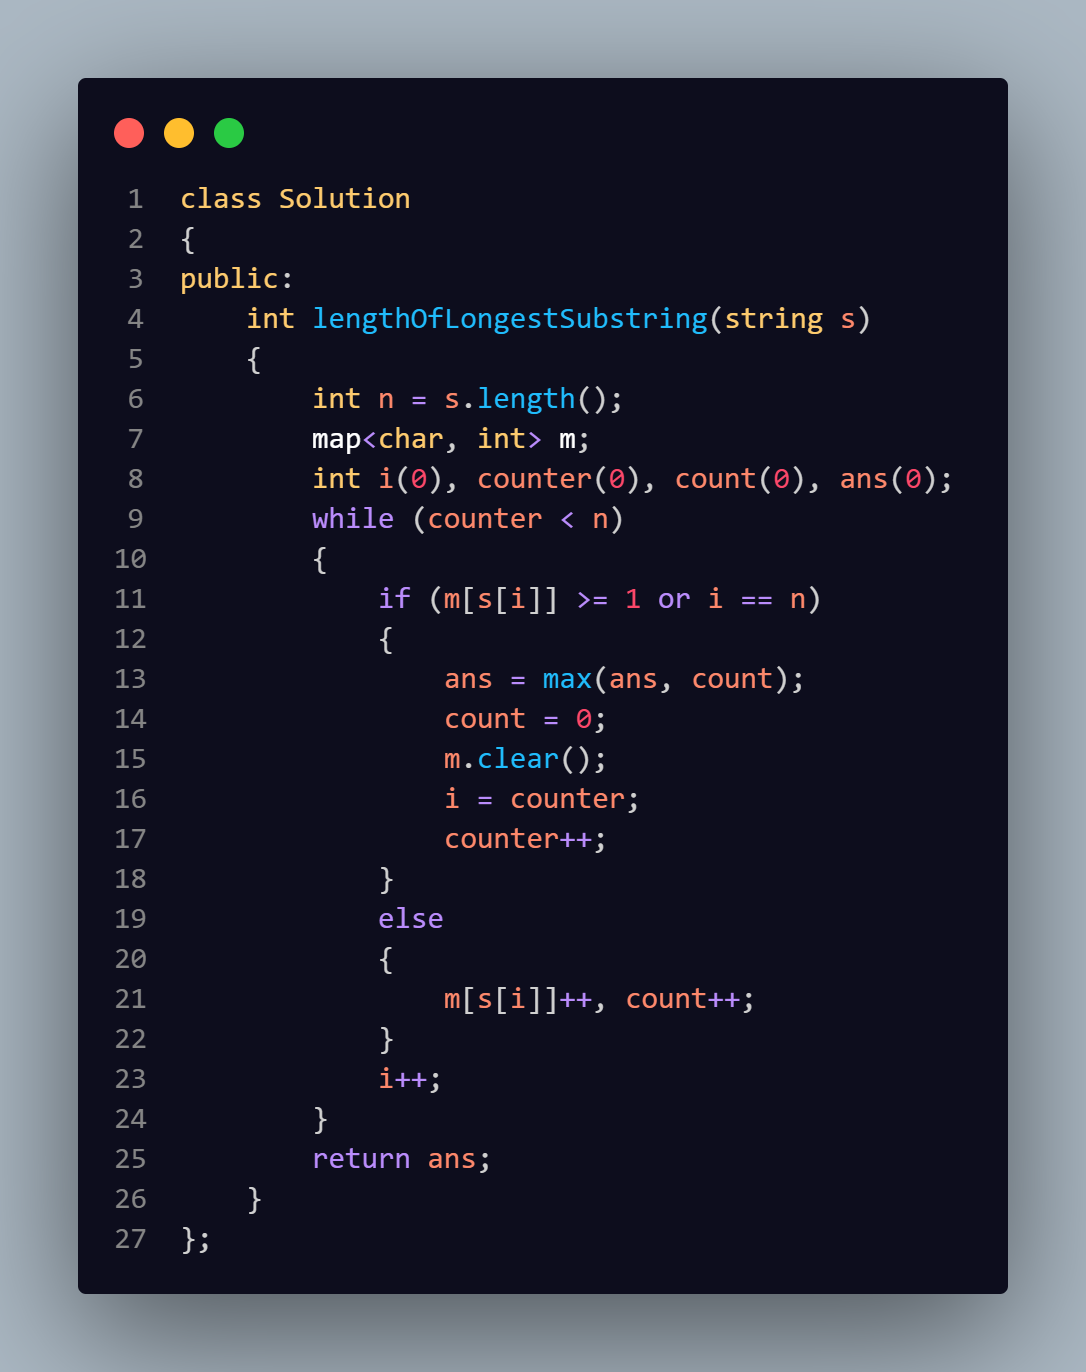 1 class Solution
2 {
3 public:
4     int lengthOfLongestSubstring(string s)
5     {
6         int n = s.length();
7         map<char, int> m;
8         int i(0), counter(0), count(0), ans(0);
9         while (counter < n)
10         {
11             if (m[s[i]] >= 1 or i == n)
12             {
13                 ans = max(ans, count);
14                 count = 0;
15                 m.clear();
16                 i = counter;
17                 counter++;
18             }
19             else
20             {
21                 m[s[i]]++, count++;
22             }
23             i++;
24         }
25         return ans;
26     }
27 };